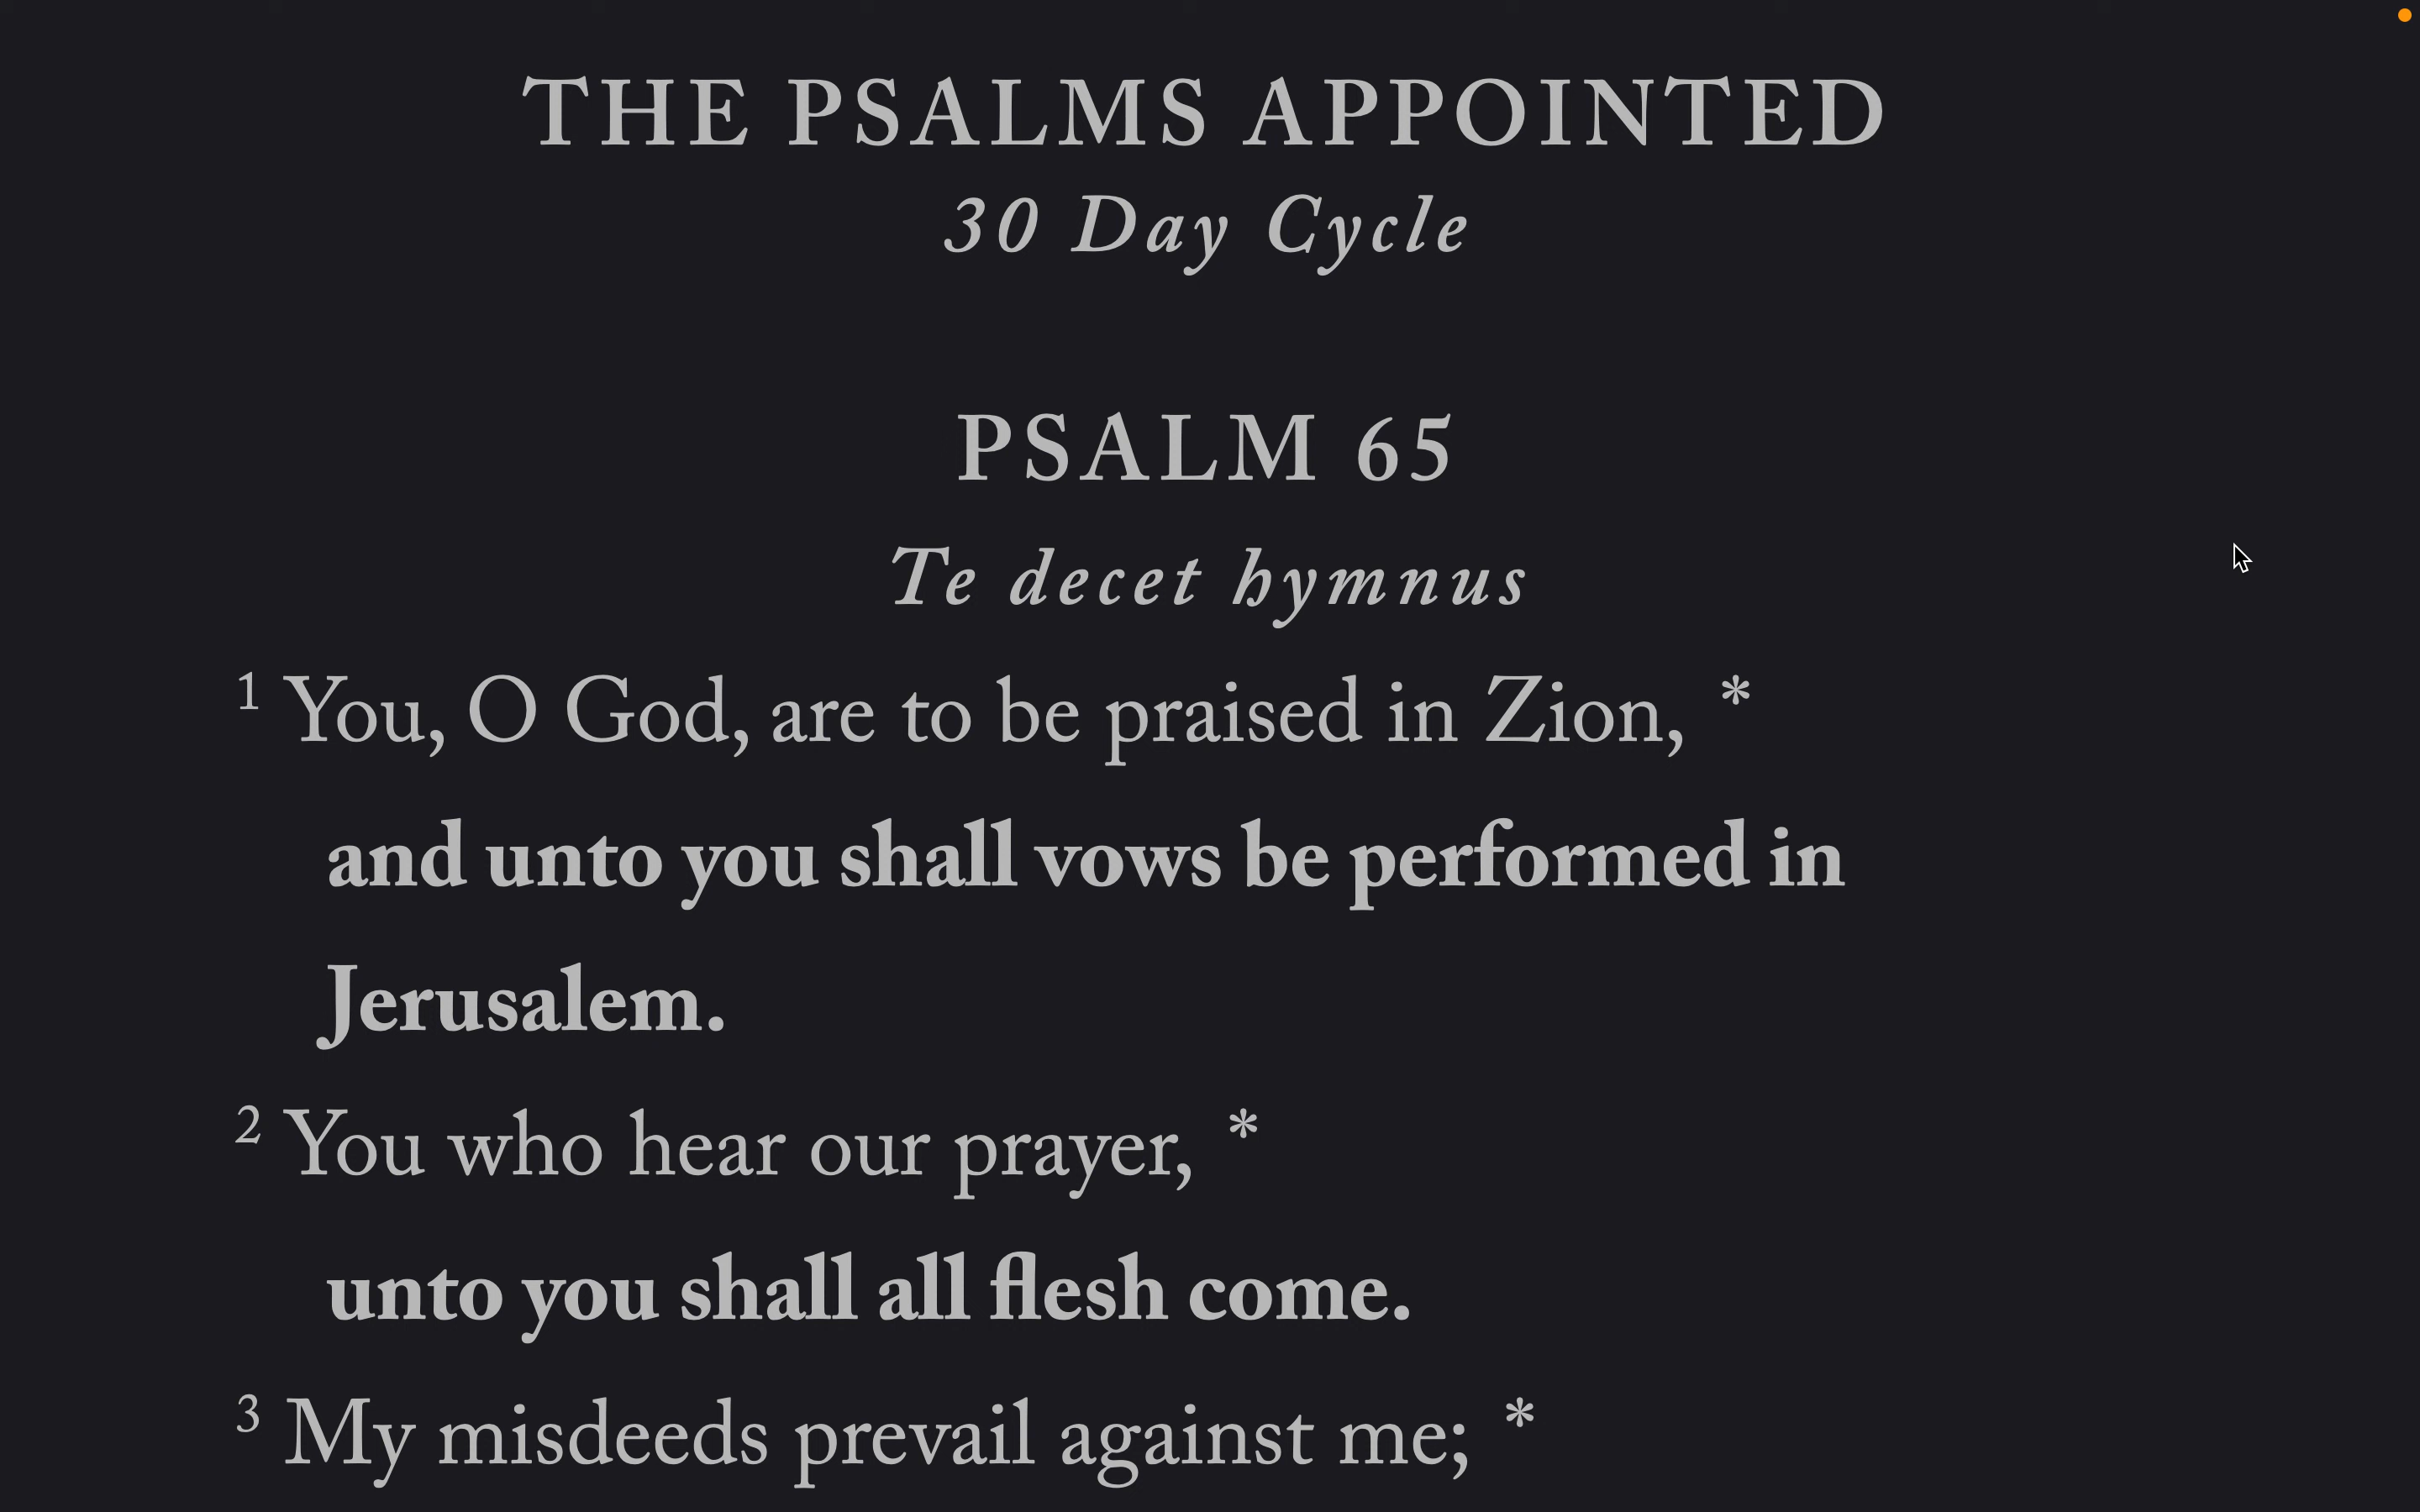 THE PSALMS APPOINTED
30 Day Cycle
PSALM 65
Te decet hymnus
1 You, O God, are to be praised in Zion, *
and unto you shall vows be performed in
Jerusalem.
2 You who hear our prayer, *
unto you shall all flesh come.
3 My misdeeds prevail against me; *